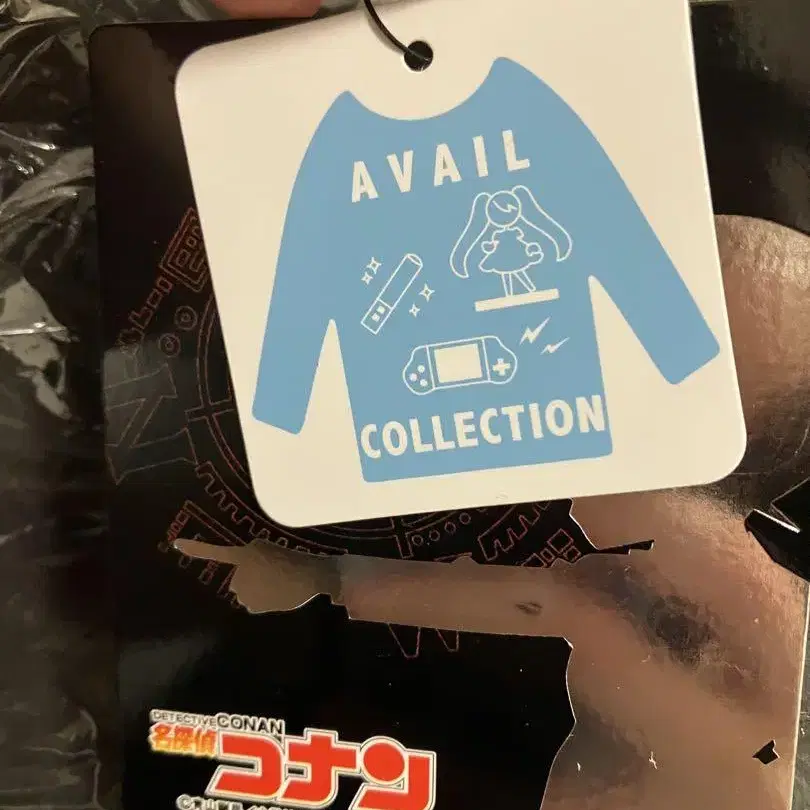 AVAIL
COLLECTION
N
DETECTIVE CONAN
名探偵
コナン